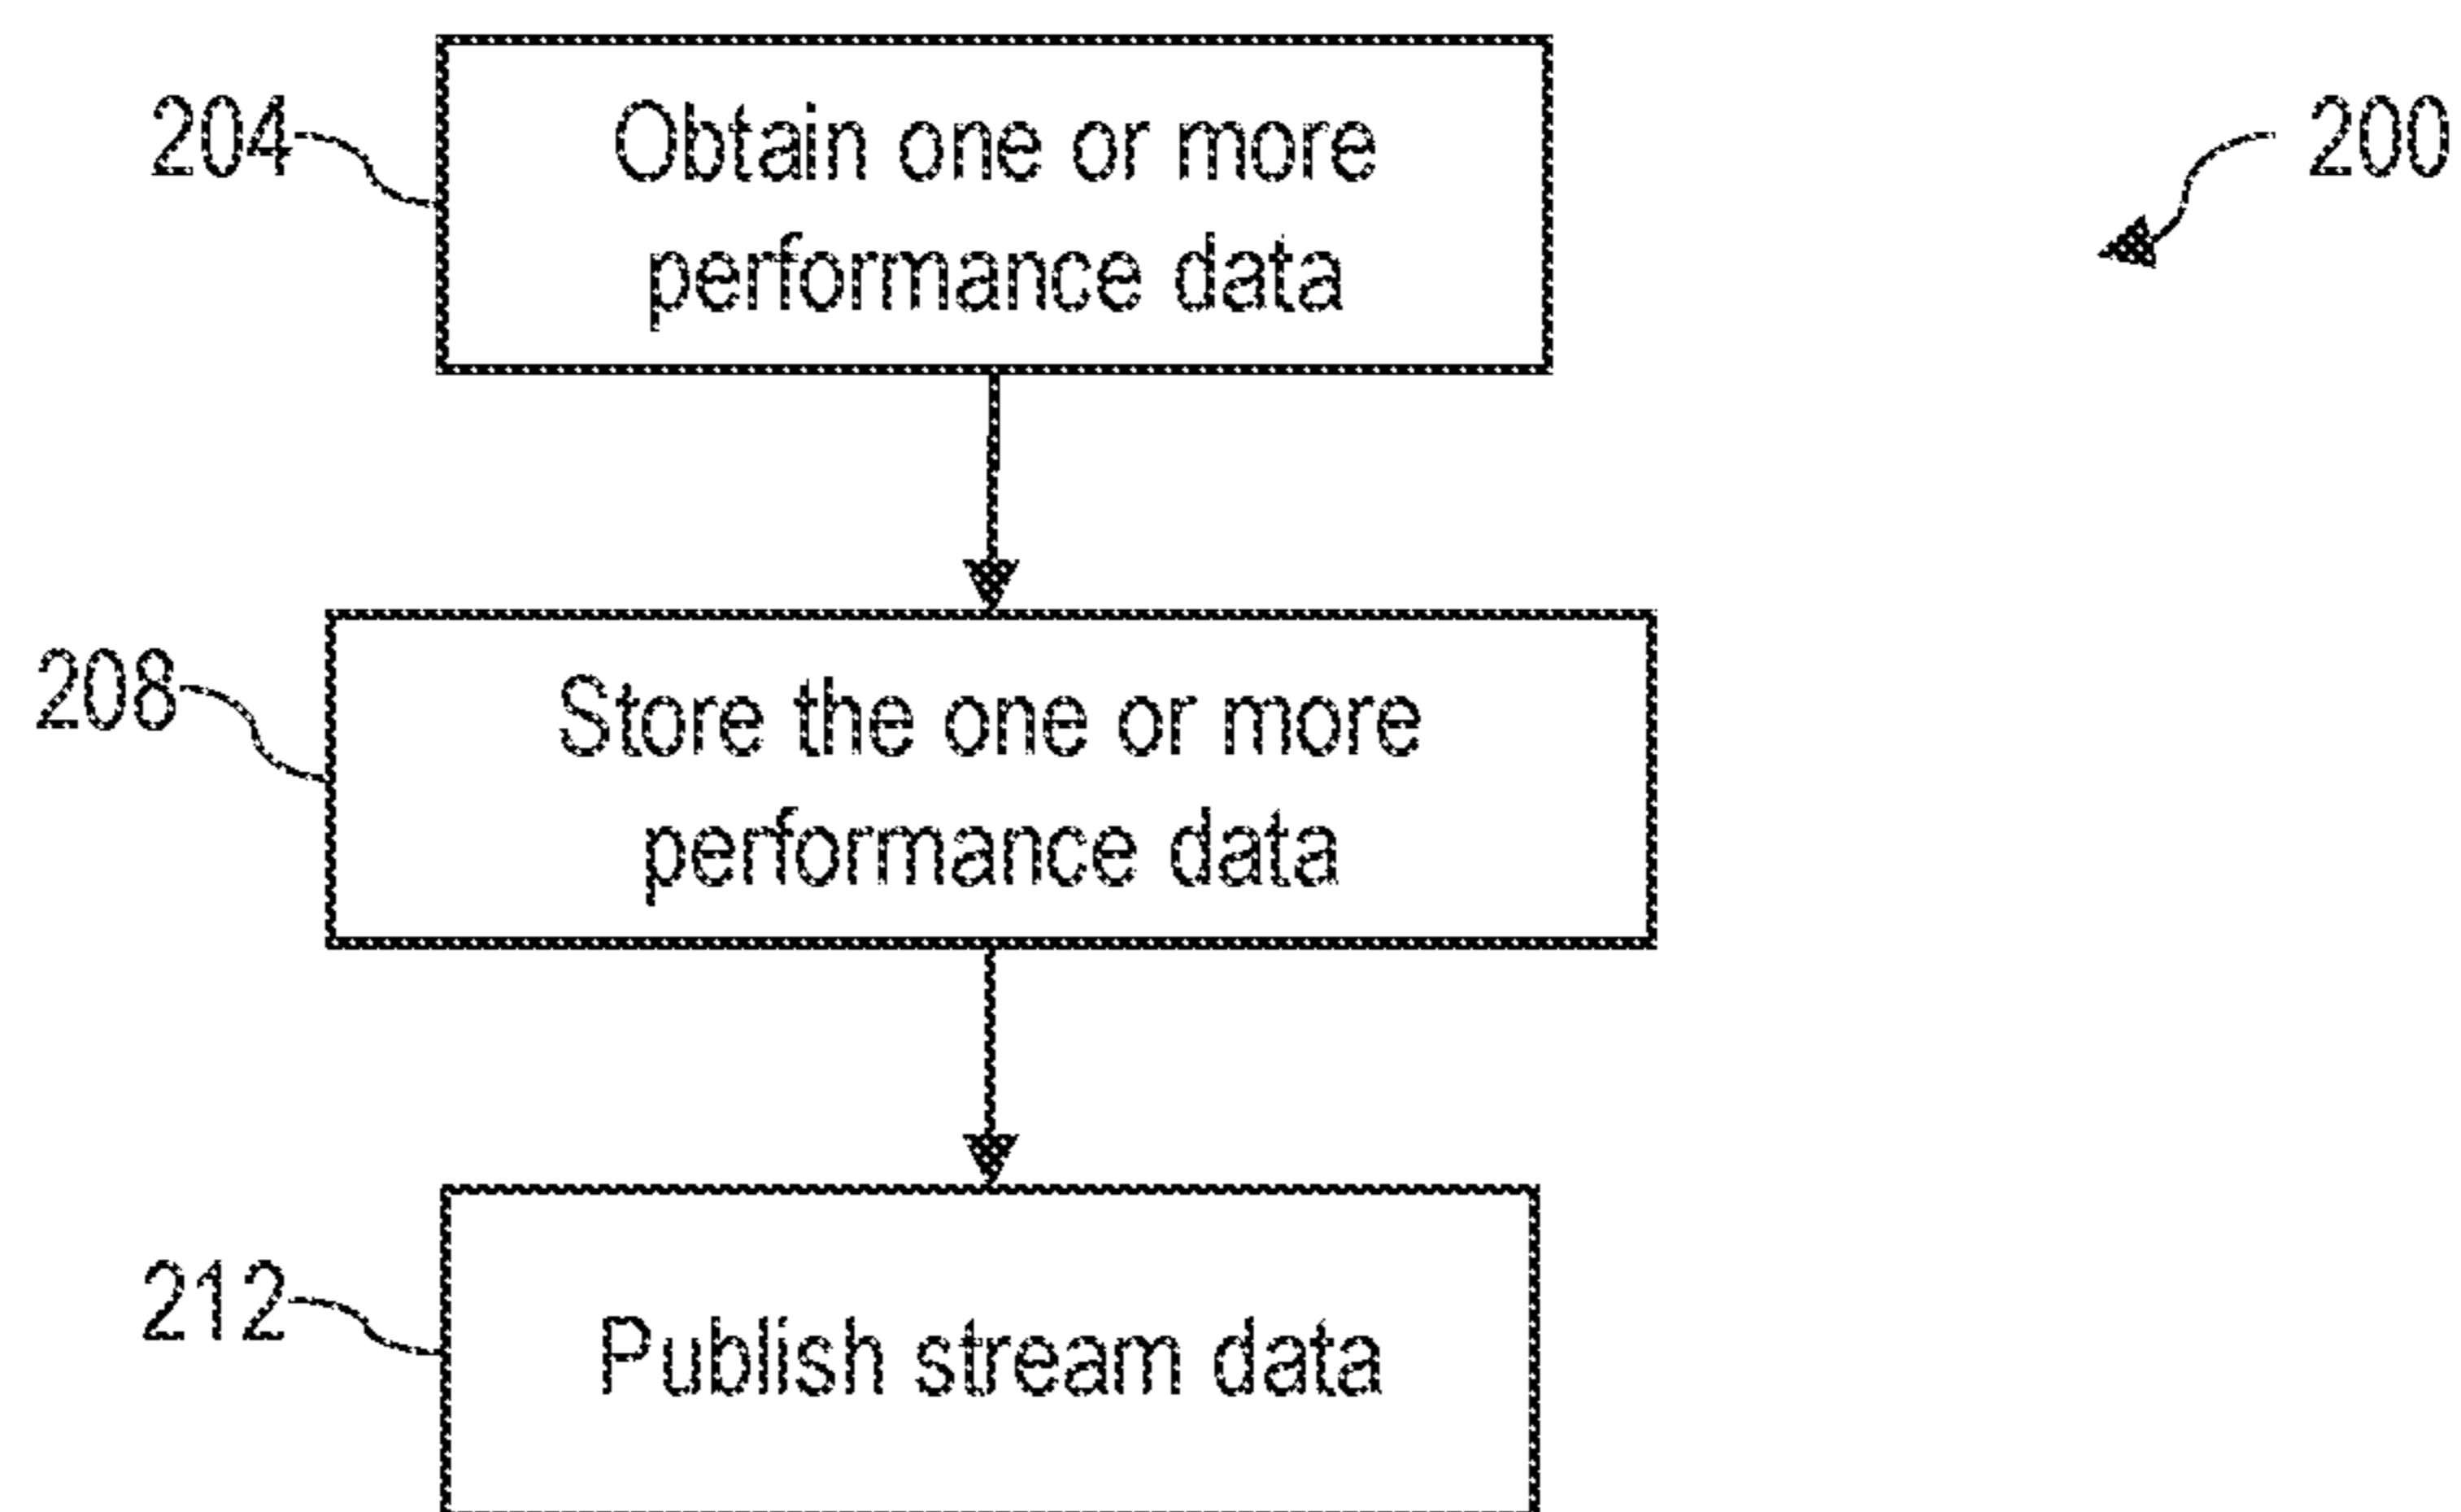 204
Obtain one or more
performance data
200
208
Store the one or more
performance data
212
Publish stream data